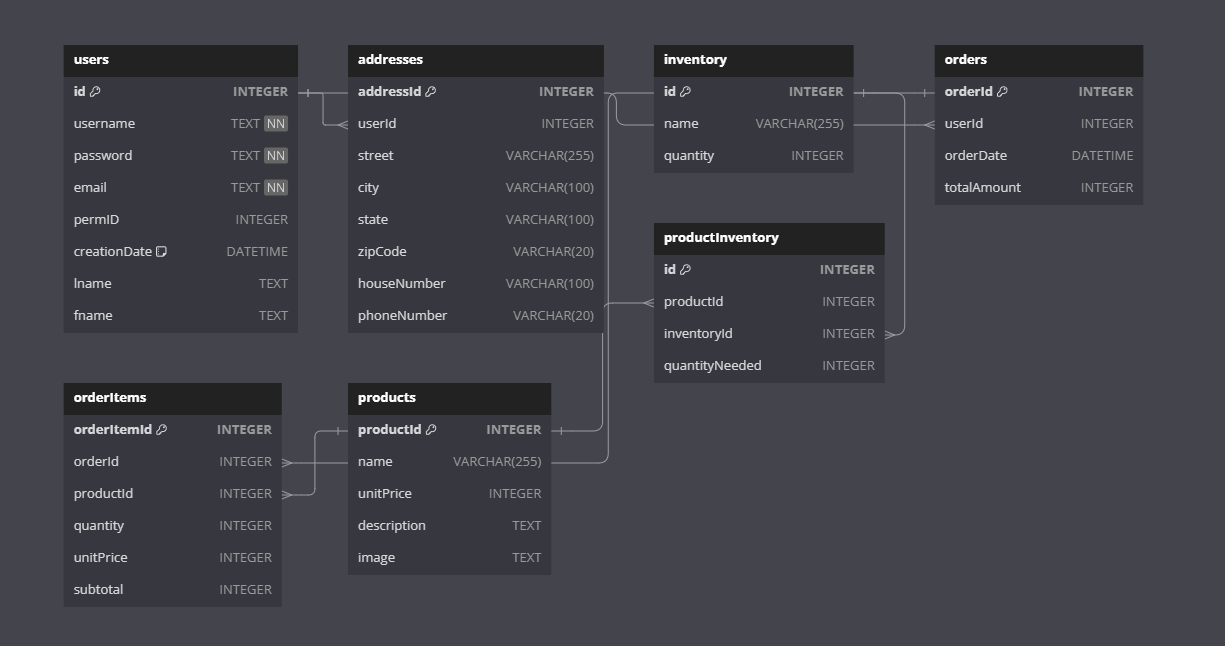 users
id INTEGER
username TEXT NN
password TEXT NN
email TEXT NN
permID INTEGER
creationDate DATETIME
lname TEXT
fname TEXT
addresses
addressId INTEGER
userId INTEGER
street VARCHAR(255)
city VARCHAR(100)
state VARCHAR(100)
zipCode VARCHAR(20)
houseNumber VARCHAR(100)
phoneNumber VARCHAR(20)
inventory
id INTEGER
name VARCHAR(255)
quantity INTEGER
orders
orderId INTEGER
userId INTEGER
orderDate DATETIME
totalAmount INTEGER
productInventory
id INTEGER
productId INTEGER
inventoryId INTEGER
quantityNeeded INTEGER
orderItems
orderItemId INTEGER
orderId INTEGER
productId INTEGER
quantity INTEGER
unitPrice INTEGER
subtotal INTEGER
products
productId INTEGER
name VARCHAR(255)
unitPrice INTEGER
description TEXT
image TEXT